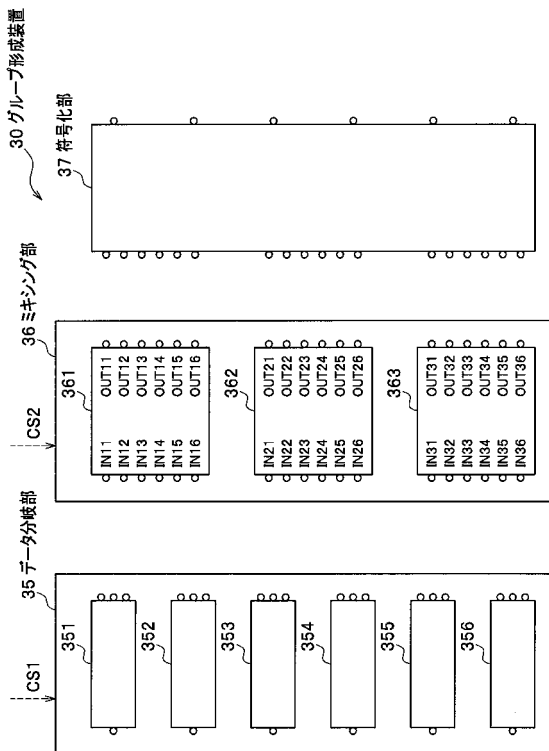 30 グループ形成装置
35 データ分岐部
CS1
351
352
353
354
355
356
36 ミキシング部
CS2
361
IN11 OUT11
IN12 OUT12
IN13 OUT13
IN14 OUT14
IN15 OUT15
IN16 OUT16
362
IN21 OUT21
IN22 OUT22
IN23 OUT23
IN24 OUT24
IN25 OUT25
IN26 OUT26
363
IN31 OUT31
IN32 OUT32
IN33 OUT33
IN34 OUT34
IN35 OUT35
IN36 OUT36
37 符号化部